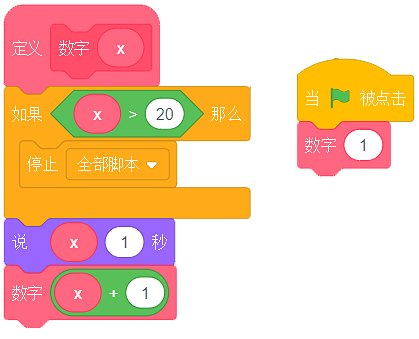 定义 数字 x
如果 x > 20 那么
停止 全部脚本
说 x 1 秒
数字 x + 1
当 被点击
数字 1